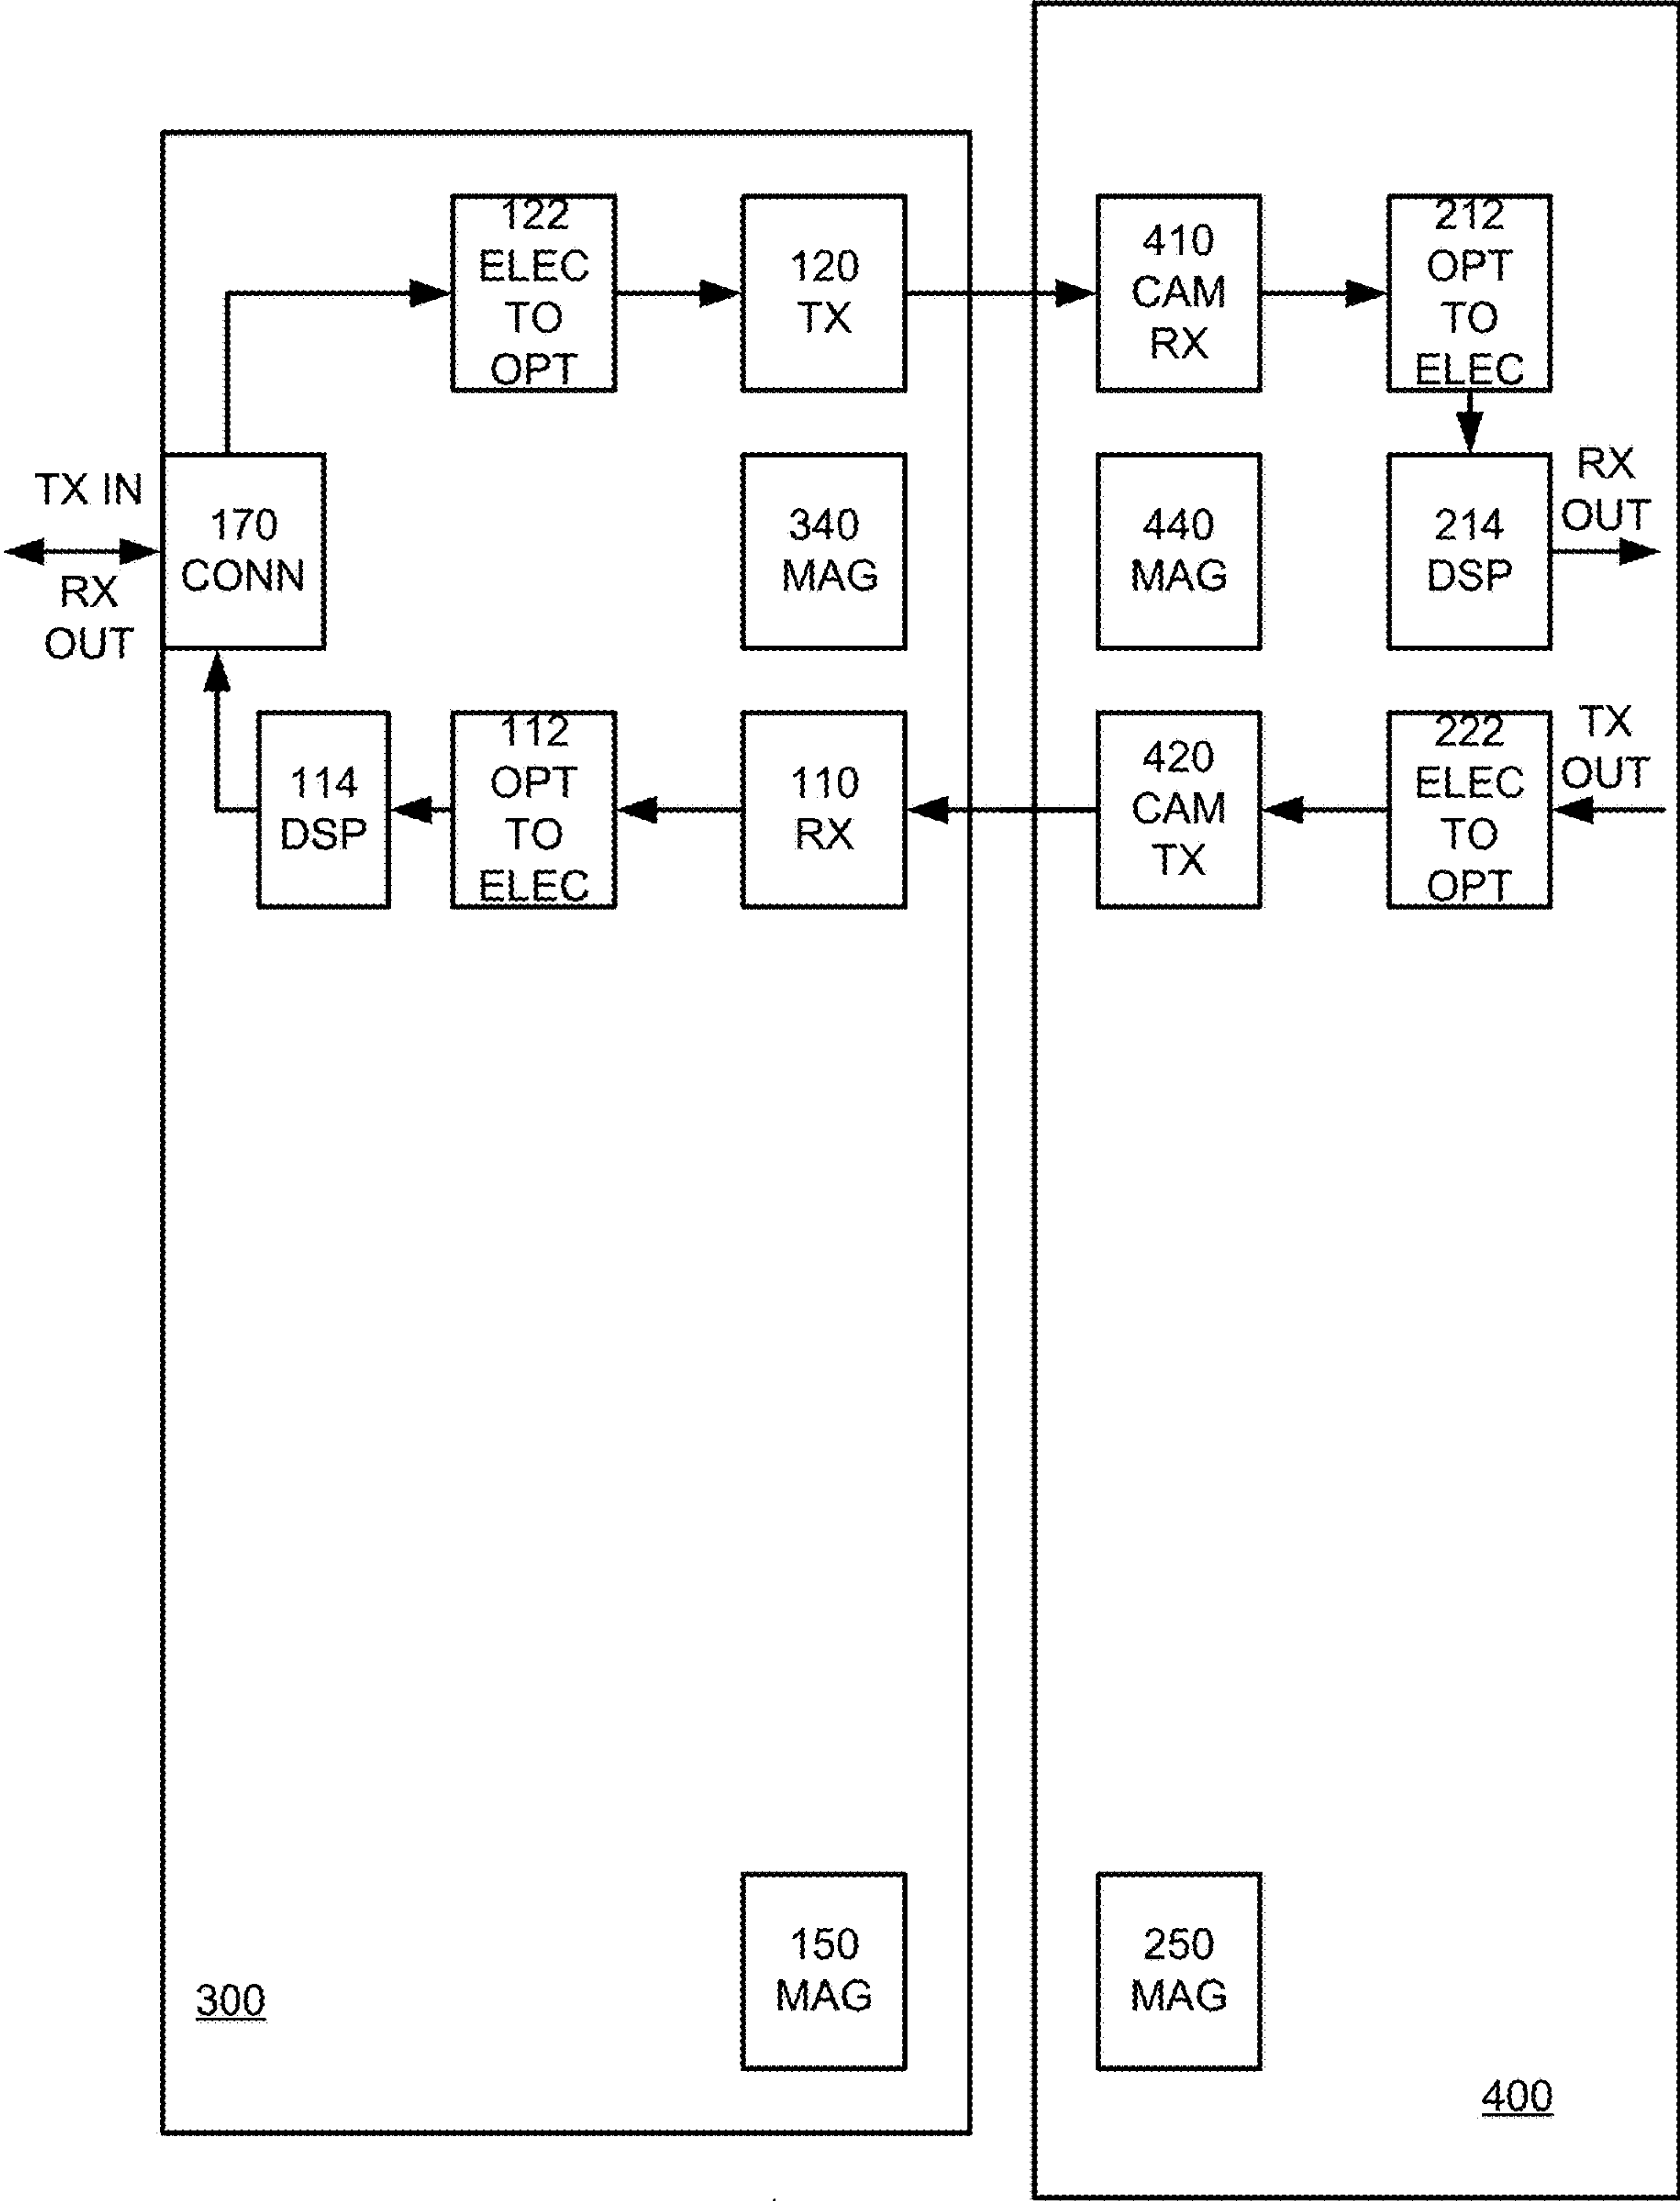 122
ELEC
TO
OPT
120
TX
410
CAM
RX
212
OPT
TO
ELEC
TX IN
RX
OUT
170
CONN
340
MAG
440
MAG
214
DSP
RX
OUT
114
DSP
112
OPT
TO
ELEC
110
RX
420
CAM
TX
222
ELEC
TO
OPT
TX
OUT
150
MAG
250
MAG
300
400